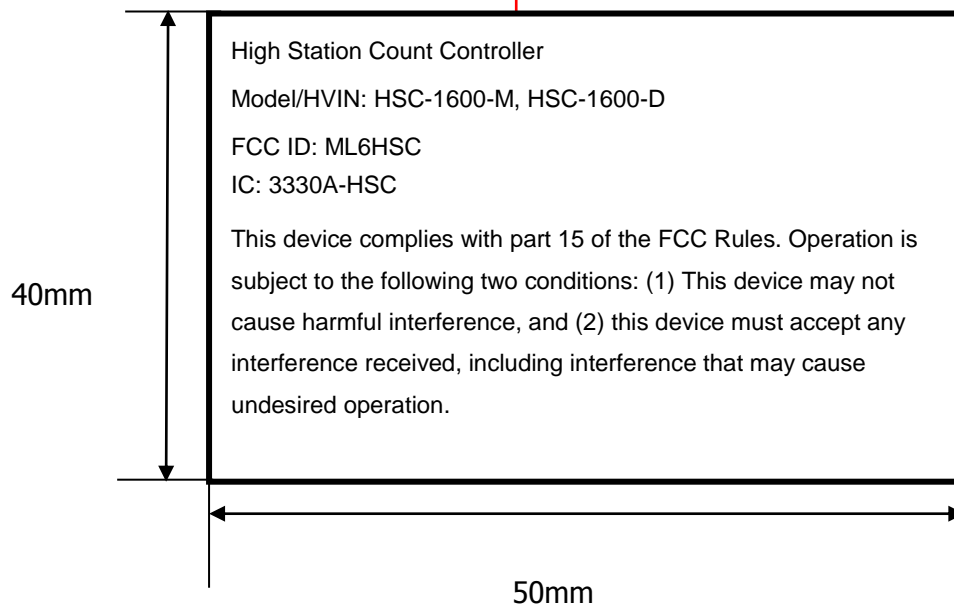 High Station Count Controller
Model/HVIN: HSC-1600-M, HSC-1600-D
FCC ID: ML6HSC
IC: 3330A-HSC
This device complies with part 15 of the FCC Rules. Operation is
subject to the following two conditions: (1) This device may not
cause harmful interference, and (2) this device must accept any
interference received, including interference that may cause
undesired operation.
40mm
50mm